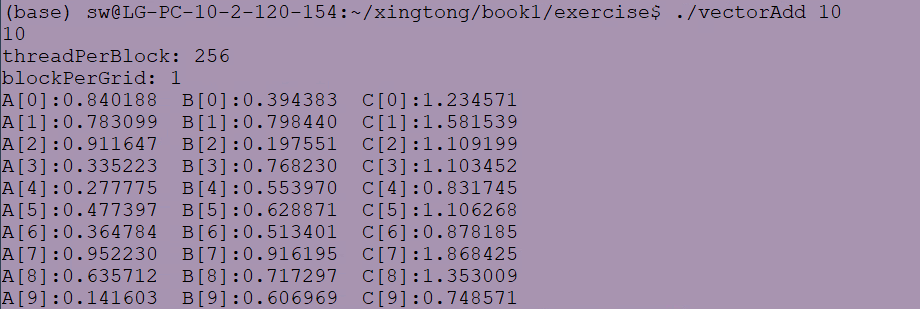 (base) sw@LG-PC-10-2-120-154:~/xingtong/book1/exercise$ ./vectorAdd 10
10
threadPerBlock: 256
blockPerGrid: 1
A[0]:0.840188  B[0]:0.394383  C[0]:1.234571
A[1]:0.783099  B[1]:0.798440  C[1]:1.581539
A[2]:0.911647  B[2]:0.197551  C[2]:1.109199
A[3]:0.335223  B[3]:0.768230  C[3]:1.103452
A[4]:0.277775  B[4]:0.553970  C[4]:0.831745
A[5]:0.477397  B[5]:0.628871  C[5]:1.106268
A[6]:0.364784  B[6]:0.513401  C[6]:0.878185
A[7]:0.952230  B[7]:0.916195  C[7]:1.868425
A[8]:0.635712  B[8]:0.717297  C[8]:1.353009
A[9]:0.141603  B[9]:0.606969  C[9]:0.748571